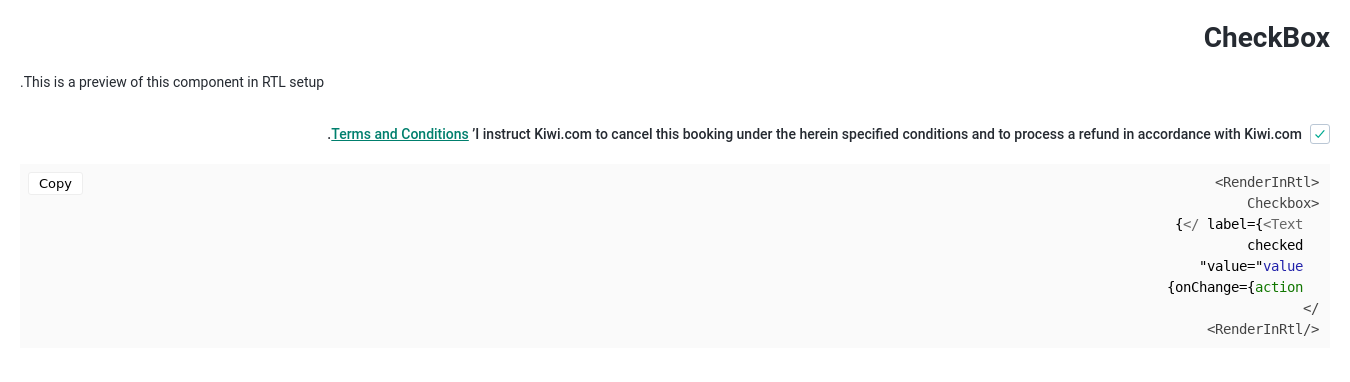 CheckBox
.This is a preview of this component in RTL setup
.Terms and Conditions ’I instruct Kiwi.com to cancel this booking under the herein specified conditions and to process a refund in accordance with Kiwi.com
Copy
<RenderInRtl>
Checkbox>
{</ label={<Text
checked
"value="value
{onChange={action
</
<RenderInRtl/>